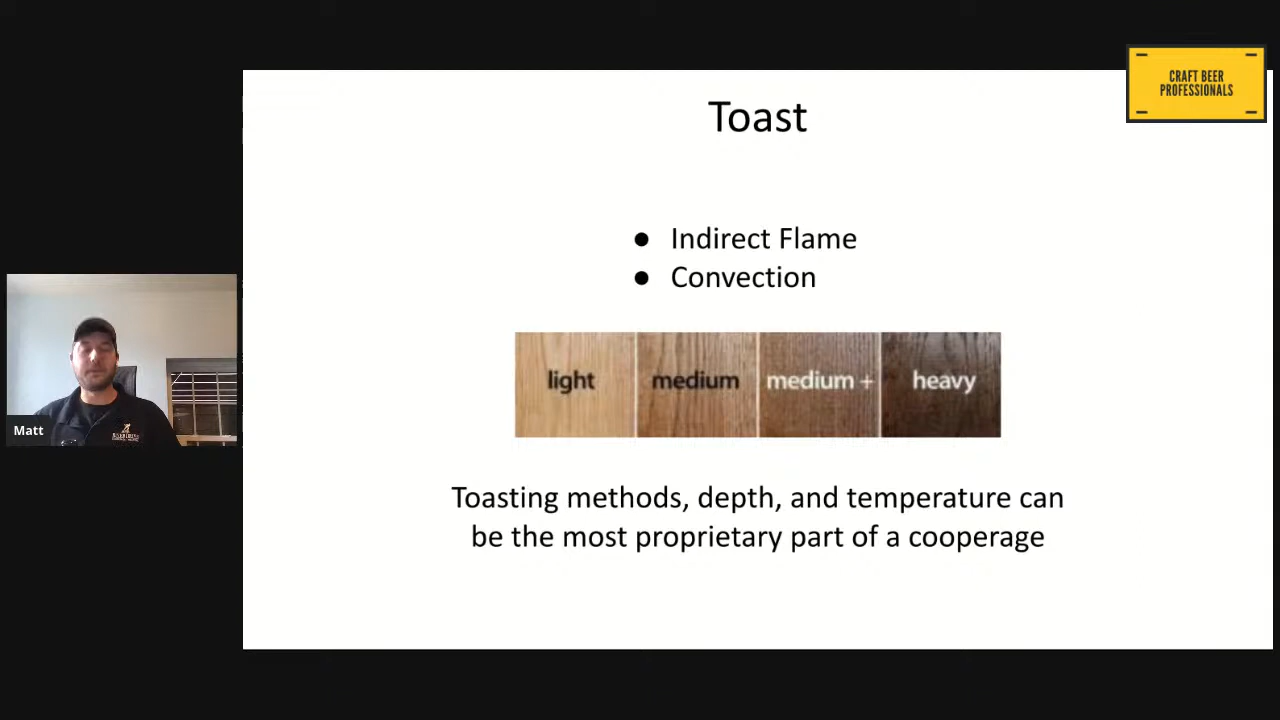 CRAFT BEER
PROFESSIONALS
Toast
● Indirect Flame
● Convection
light medium medium + heavy
Toasting methods, depth, and temperature can
be the most proprietary part of a cooperage
Matt